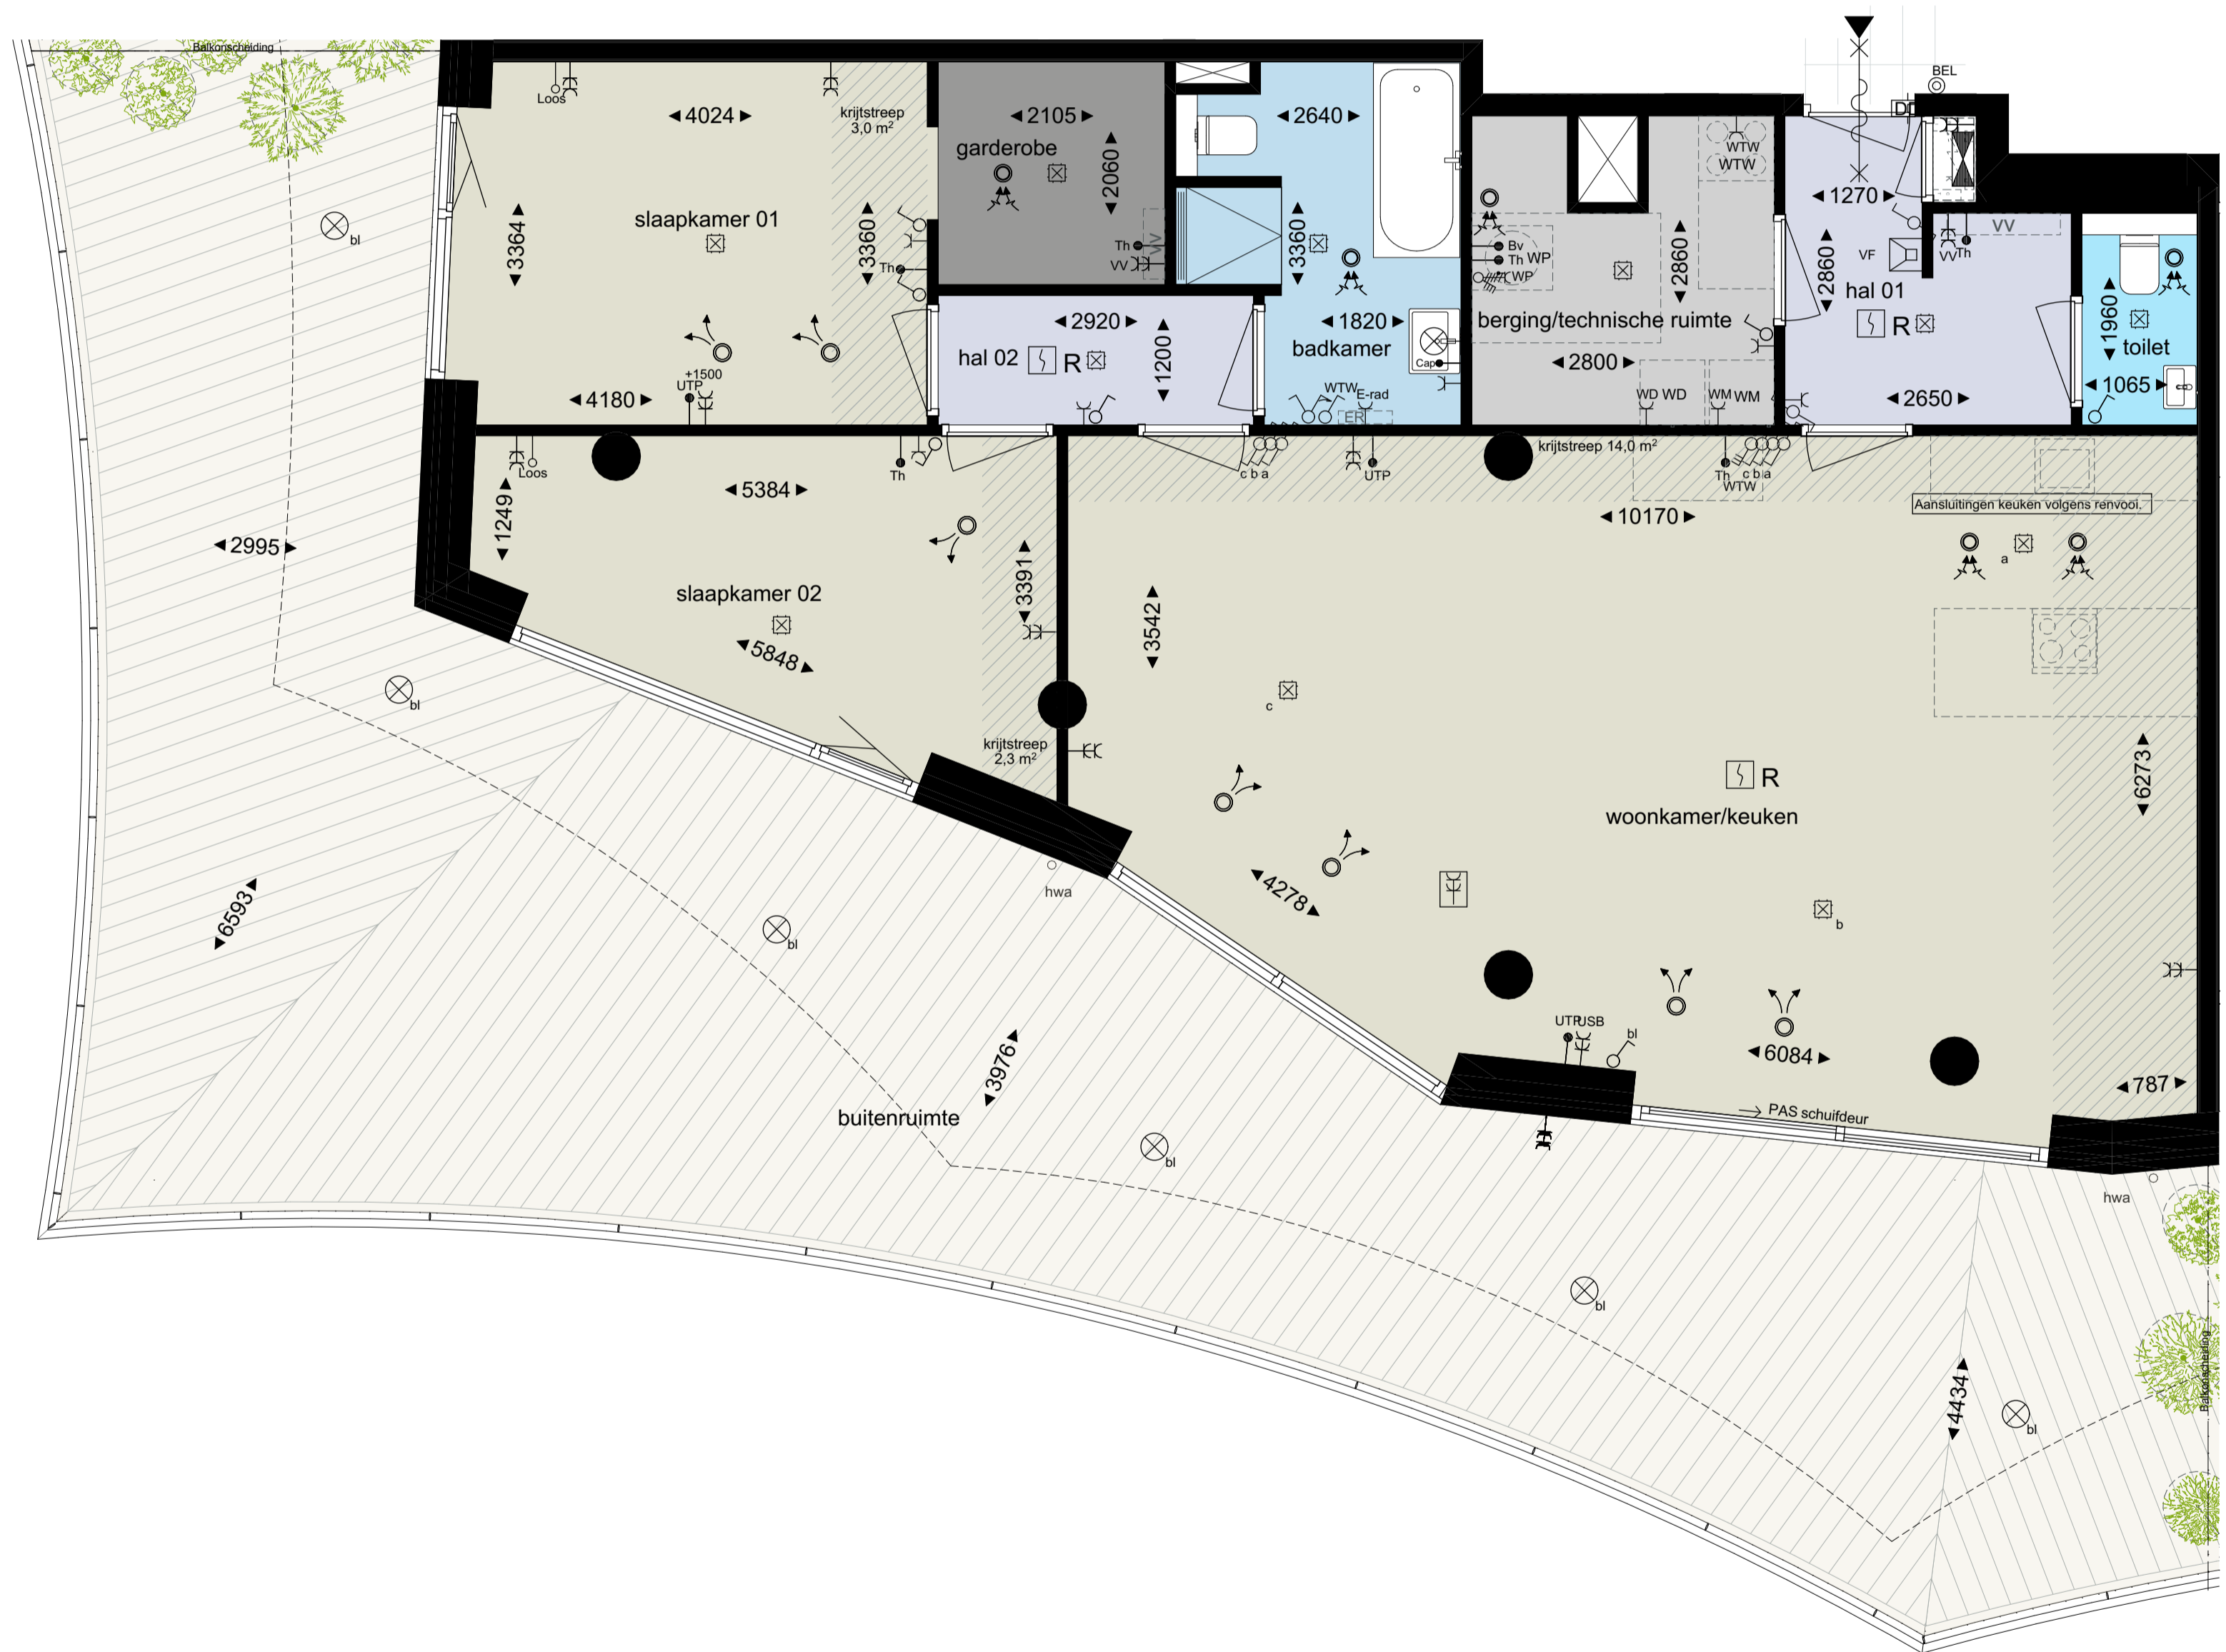 Balkonscheiding
BEL
Loos
4024
krijtstreep
3,0 m²
2105
garderobe
2060
2640
WTW
WTW
1270
slaapkamer 01
3364
3360
Th
Th
VV
VV
3360
Bv
Th WP
WP
2860
2860
VF
VV
Th
VV
hal 01
R
1960
toilet
1065
2650
2920
hal 02
R
1200
1820
badkamer
berging/technische ruimte
2800
Cap
WTW
E-rad
ER
WD WD
WM WM
+1500
UTP
4180
bl
Loos
Th
c b a
UTP
krijtstreep 14,0 m²
Th
c b a
WTW
5384
1249
10170
Aansluitingen keuken volgens renvooi.
2995
a
3391
3542
slaapkamer 02
5848
bl
c
krijtstreep
2,3 m²
6273
R
woonkamer/keuken
4278
hwa
6593
bl
b
UTP
USB
bl
6084
3976
787
PAS schuifdeur
buitenruimte
bl
hwa
bl
Balkonscheiding
4434
bl